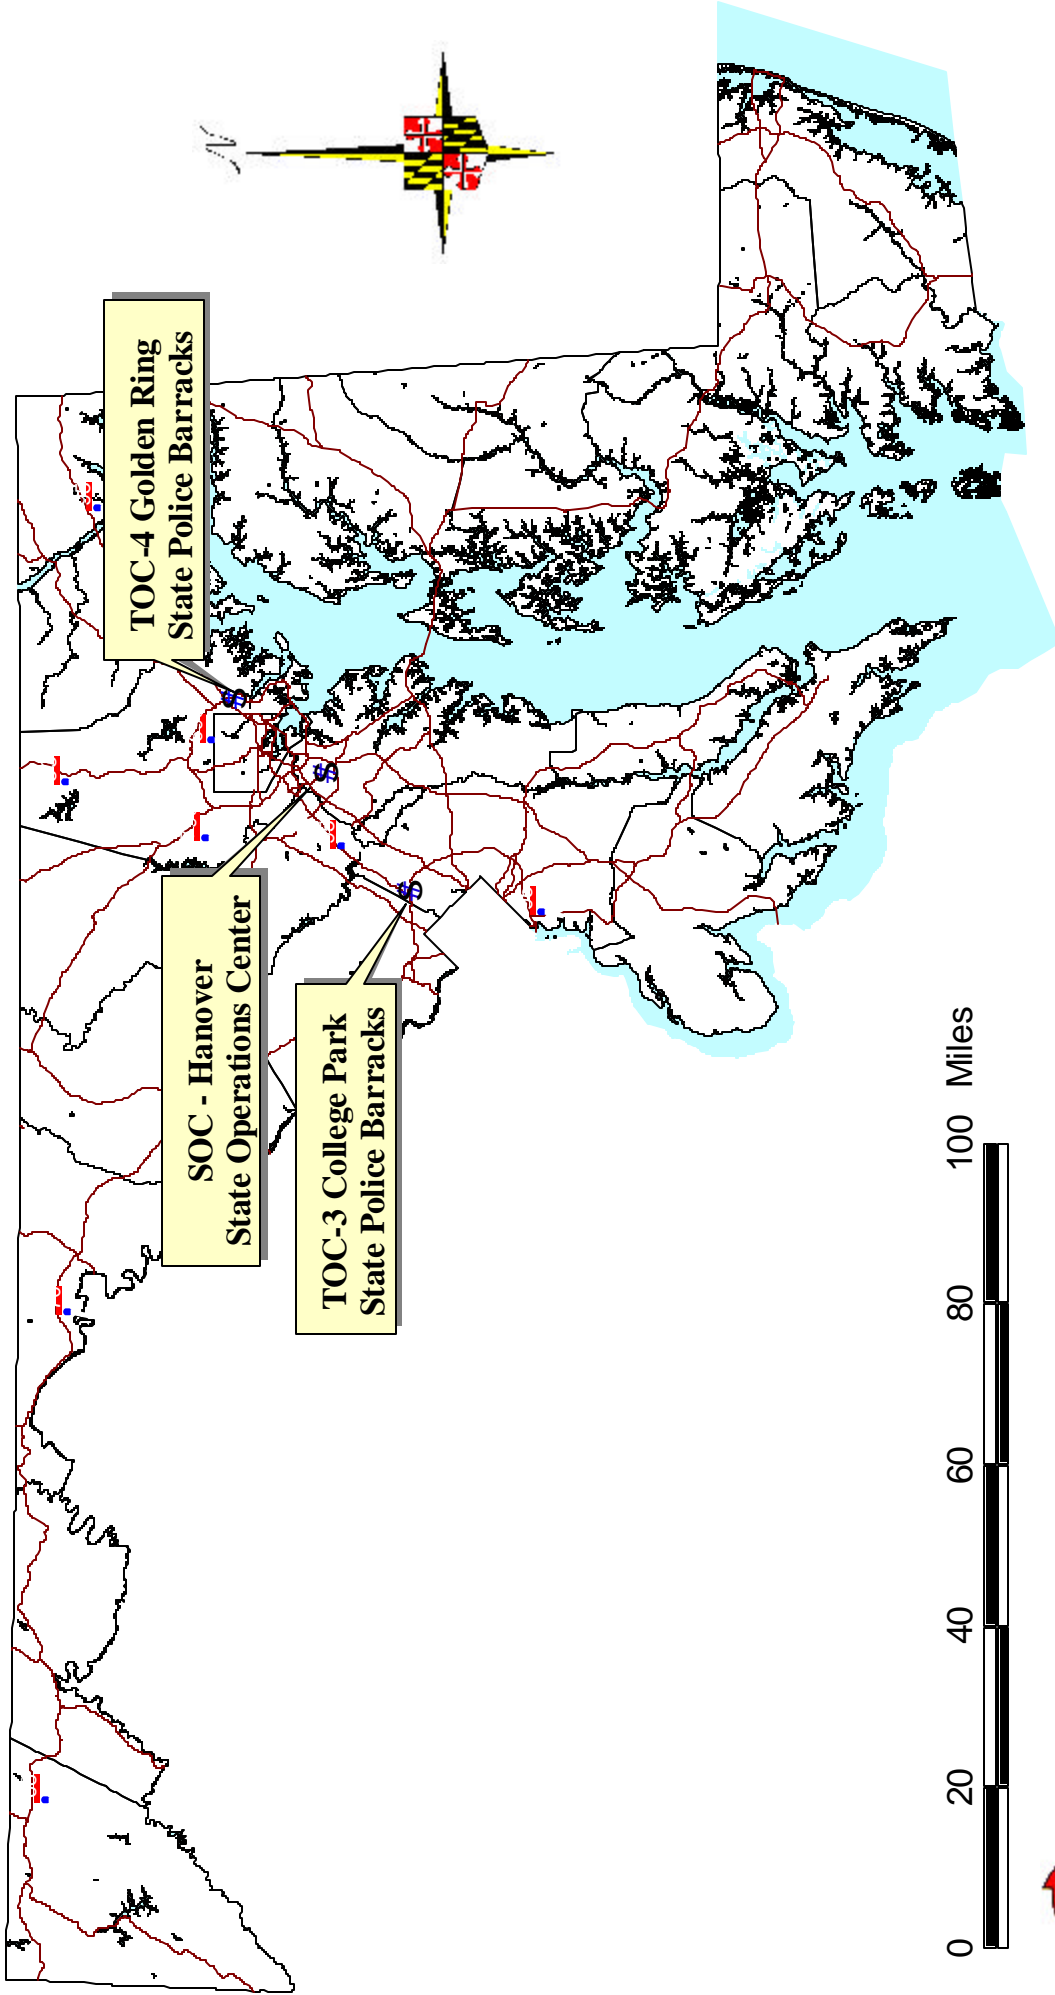 N
TOC-4 Golden Ring
State Police Barracks
SOC - Hanover
State Operations Center
TOC-3 College Park
State Police Barracks
0 20 40 60 80 100 Miles